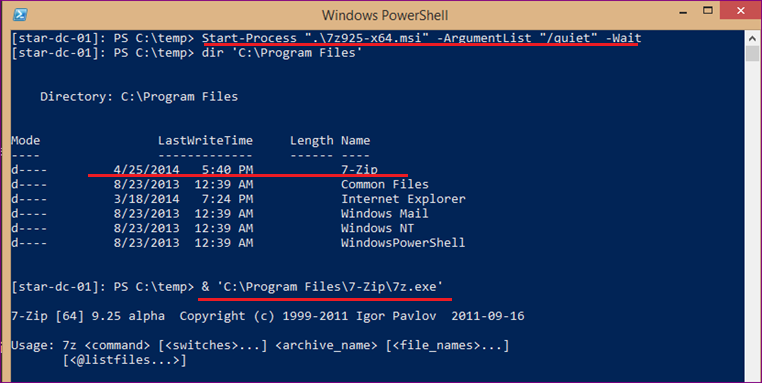 Windows PowerShell
[star-dc-01]: PS C:\temp> Start-Process ".\7z925-x64.msi" -ArgumentList "/quiet" -Wait
[star-dc-01]: PS C:\temp> dir 'C:\Program Files'
Directory: C:\Program Files
Mode LastWriteTime Length Name
---- ------------- ------ ----
d---- 4/25/2014 5:40 PM 7-Zip
d---- 8/23/2013 12:39 AM Common Files
d---- 3/18/2014 7:24 PM Internet Explorer
d---- 8/23/2013 12:39 AM Windows Mail
d---- 8/23/2013 12:39 AM Windows NT
d---- 8/23/2013 12:39 AM WindowsPowerShell
[star-dc-01]: PS C:\temp> & 'C:\Program Files\7-Zip\7z.exe'
7-Zip [64] 9.25 alpha  Copyright (c) 1999-2011 Igor Pavlov  2011-09-16
Usage: 7z <command> [<switches>...] <archive_name> [<file_names>...]
[<@listfiles...>]